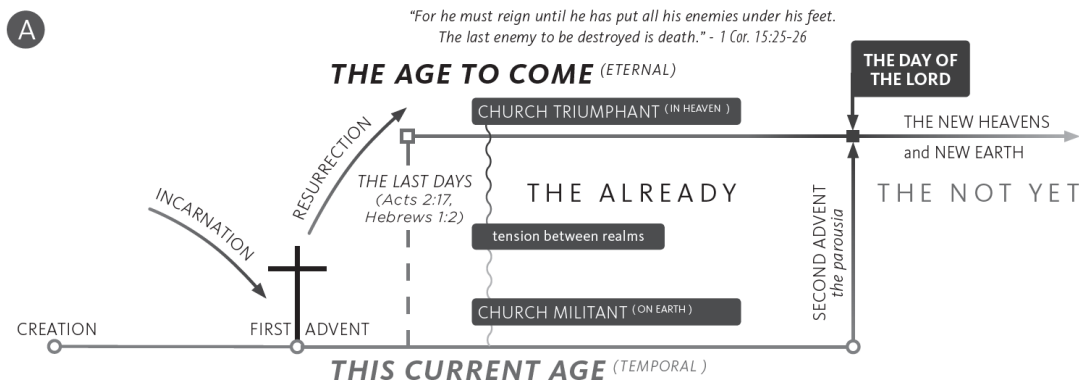 A
“For he must reign until he has put all his enemies under his feet.
The last enemy to be destroyed is death.” - 1 Cor. 15:25-26
THE AGE TO COME (ETERNAL)
THE DAY OF
THE LORD
CHURCH TRIUMPHANT (IN HEAVEN )
THE NEW HEAVENS
and NEW EARTH
RESURRECTION
THE LAST DAYS
(Acts 2:17,
Hebrews 1:2)
THE ALREADY
THE NOT YET
INCARNATION
tension between realms
SECOND ADVENT
the parousia
CHURCH MILITANT ( ON EARTH )
CREATION
FIRST ADVENT
THIS CURRENT AGE (TEMPORAL )